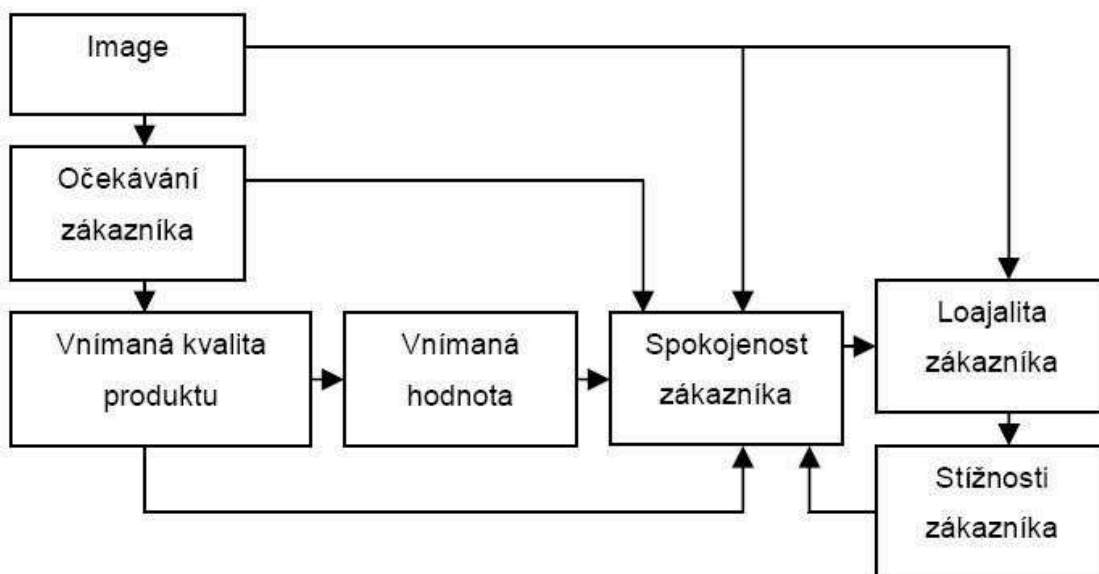 Image
Očekávání
zákazníka
Vnímaná kvalita
produktu
Vnímaná
hodnota
Spokojenost
zákazníka
Loajalita
zákazníka
Stížnosti
zákazníka